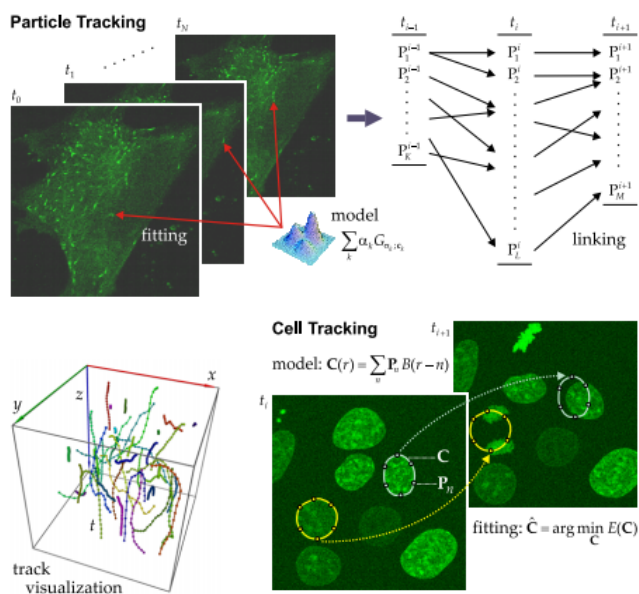 Particle Tracking
t_N
t_1
t_0
fitting
model
∑_k α_k G_{σ_k;c_k}
t_{i−1} t_i t_{i+1}
P_1^{i−1} P_1^i P_1^{i+1}
P_2^{i−1} P_2^i P_2^{i+1}
P_K^{i−1}
P_M^{i+1}
linking
P_L^i
x
y
z
t
track
visualization
Cell Tracking
t_{i+1}
model: C(r) = ∑_n P_n B(r − n)
t_i
C
P_n
fitting: Ĉ = arg min_C E(C)